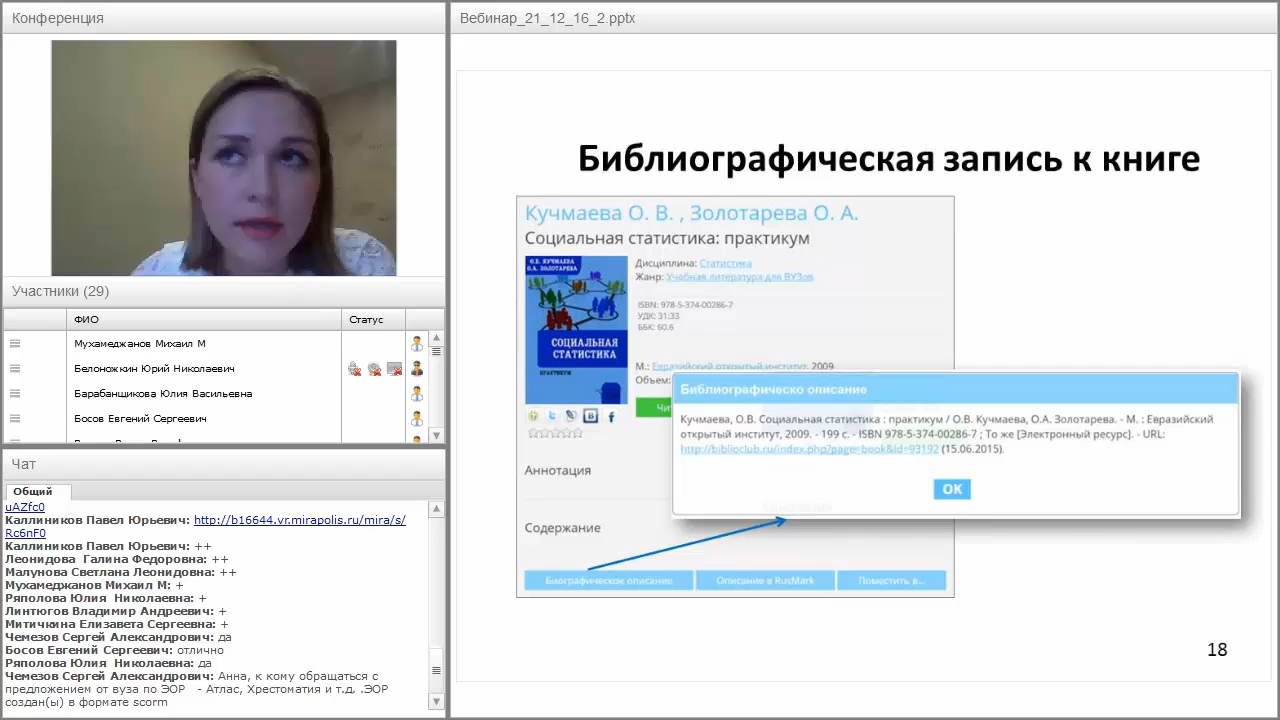 Конференция
Вебинар_21_12_16_2.pptx
Участники (29)
ФИО
Статус
Мухамеджанов Михаил М
Белоножкин Юрий Николаевич
Барабанщикова Юлия Васильевна
Босов Евгений Сергеевич
Чат
Общий
uAZfc0
Каллиников Павел Юрьевич: http://b16644.vr.mirapolis.ru/mira/s/
Rc6nF0
Каллиников Павел Юрьевич: ++
Леонидова Галина Федоровна: ++
Малунова Светлана Леонидовна: ++
Мухамеджанов Михаил М: +
Ряполова Юлия Николаевна: +
Линтюгов Владимир Андреевич: +
Митичкина Елизавета Сергеевна: +
Чемезов Сергей Александрович: да
Босов Евгений Сергеевич: отлично
Ряполова Юлия Николаевна: да
Чемезов Сергей Александрович: Анна, к кому обращаться с
предложением от вуза по ЭОР - Атлас, Хрестоматия и т.д. .ЭОР
создан(ы) в формате scorm
Библиографическая запись к книге
Кучмаева О. В. , Золотарева О. А.
Социальная статистика: практикум
О.В. КУЧМАЕВА
О.А. ЗОЛОТАРЕВА
СОЦИАЛЬНАЯ
СТАТИСТИКА
ПРАКТИКУМ
Дисциплина: Статистика
Жанр: Учебная литература для ВУЗов
ISBN: 978-5-374-00286-7
УДК: 31:33
ББК: 60.6
М.: Евразийский открытый институт, 2009
Объем:
Чит
Библиографическо описание
Кучмаева, О.В. Социальная статистика : практикум / О.В. Кучмаева, О.А. Золотарева. - М. : Евразийский
открытый институт, 2009. - 199 с. - ISBN 978-5-374-00286-7 ; То же [Электронный ресурс]. - URL:
http://biblioclub.ru/index.php?page=book&id=93192 (15.06.2015).
OK
Аннотация
Содержание
Биографическое описание
Описание в RusMark
Поместить в...
18